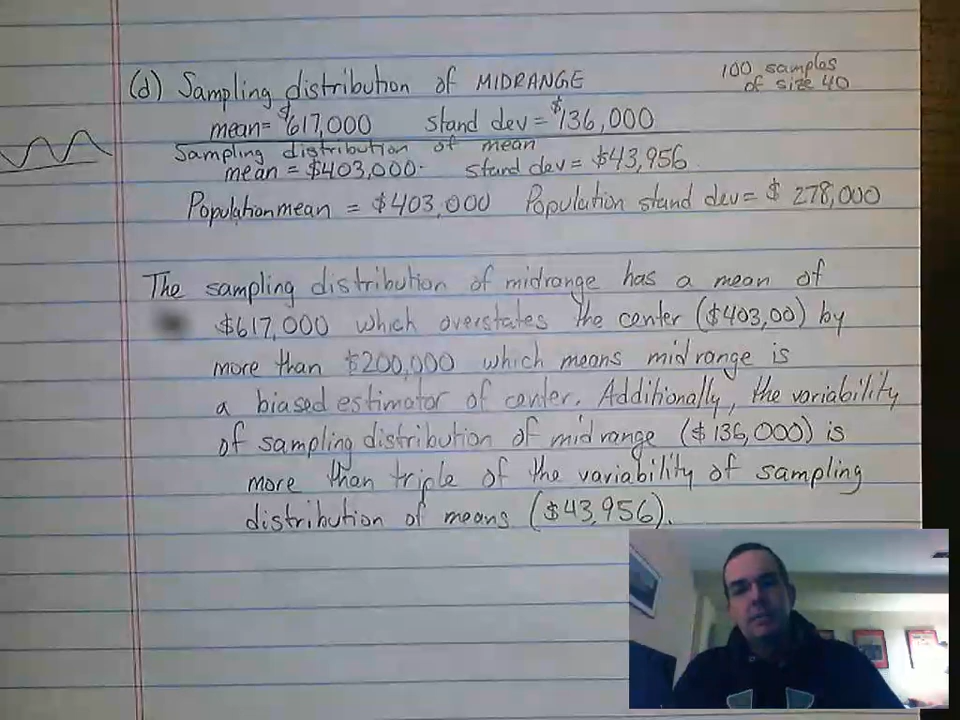 (d) Sampling distribution of MIDRANGE
100 samples
of size 40
mean = $617,000 stand dev = $136,000
Sampling distribution of mean
mean = $403,000. stand dev = $43,956
Population mean = $403,000 Population stand dev = $ 278,000
The sampling distribution of midrange has a mean of
$617,000 which overstates the center ($403,00) by
more than $200,000 which means midrange is
a biased estimator of center. Additionally, the variability
of sampling distribution of midrange ($136,000) is
more than triple of the variability of sampling
distribution of means ($43,956).